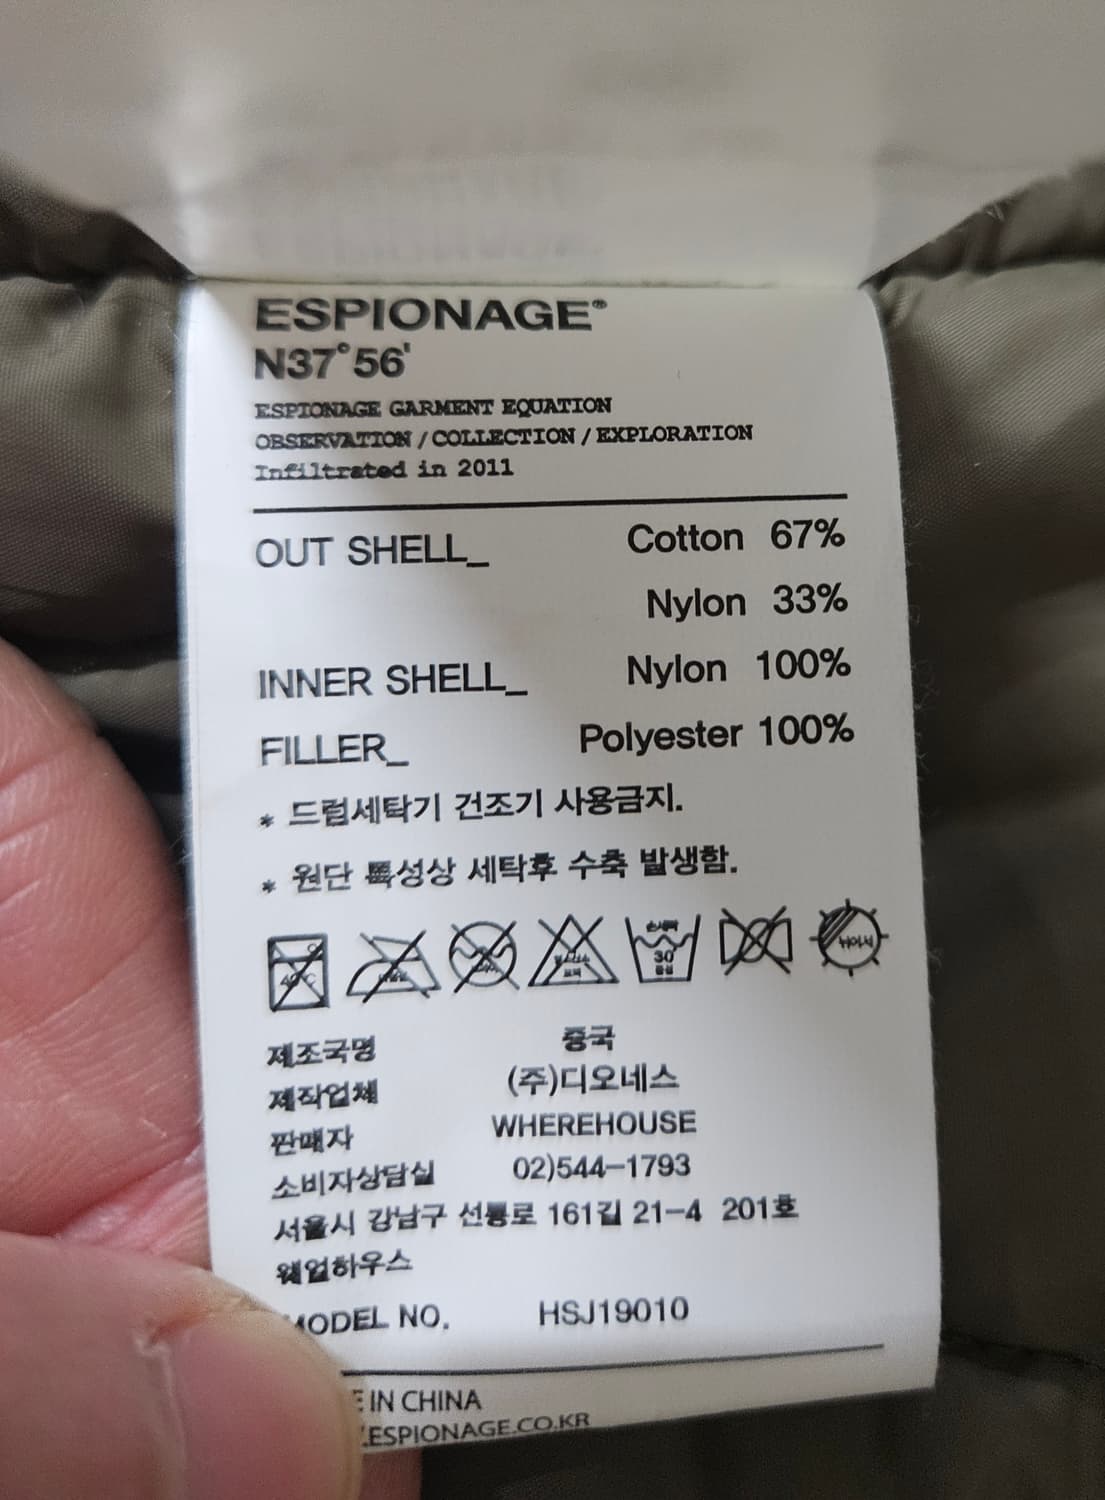 ESPIONAGE®
N37°56'
ESPIONAGE GARMENT EQUATION
OBSERVATION / COLLECTION / EXPLORATION
Infiltrated in 2011
OUT SHELL_ Cotton 67%
Nylon 33%
INNER SHELL_ Nylon 100%
FILLER_ Polyester 100%
* 드럼세탁기 건조기 사용금지.
* 원단 특성상 세탁후 수축 발생함.
30
제조국명 중국
제작업체 (주)디오네스
판매자 WHEREHOUSE
소비자상담실 02)544-1793
서울시 강남구 선릉로 161길 21-4 201호
웨얼하우스
MODEL NO. HSJ19010
IN CHINA
.ESPIONAGE.CO.KR